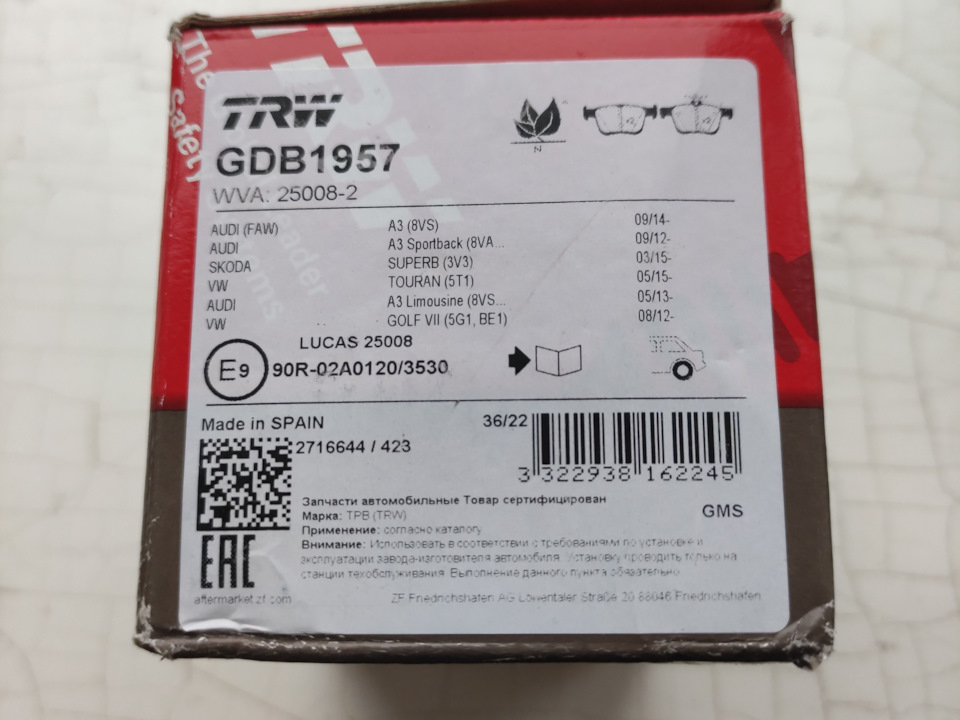 The
Safety
TRW
N
GDB1957
WVA: 25008-2
AUDI (FAW) A3 (8VS) 09/14-
AUDI A3 Sportback (8VA... 09/12-
SKODA SUPERB (3V3) 03/15-
VW TOURAN (5T1) 05/15-
AUDI A3 Limousine (8VS... 05/13-
VW GOLF VII (5G1, BE1) 08/12-
LUCAS 25008
E9 90R-02A0120/3530
Made in SPAIN 36/22
2716644 / 423
3 322938 162245
Запчасти автомобильные Товар сертифицирован
Марка: ТРВ (TRW) GMS
Применение: согласно каталогу
Внимание: Использовать в соответствии с требованиями по установке и
эксплуатации завода-изготовителя автомобиля. Установку проводить только на
станции техобслуживания. Выполнение данного пункта обязательно
EAC
aftermarket.zf.com ZF Friedrichshafen AG Löwentaler Straße 20 88046 Friedrichshafen